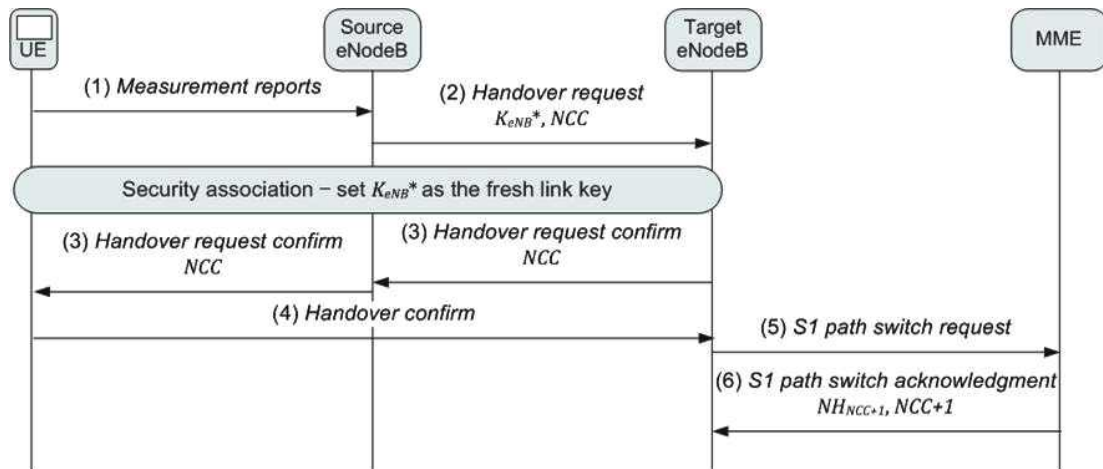 UE
Source
eNodeB
Target
eNodeB
MME
(1) Measurement reports
(2) Handover request
KeNB*, NCC
Security association – set KeNB* as the fresh link key
(3) Handover request confirm
NCC
(3) Handover request confirm
NCC
(4) Handover confirm
(5) S1 path switch request
(6) S1 path switch acknowledgment
NHNCC+1, NCC+1